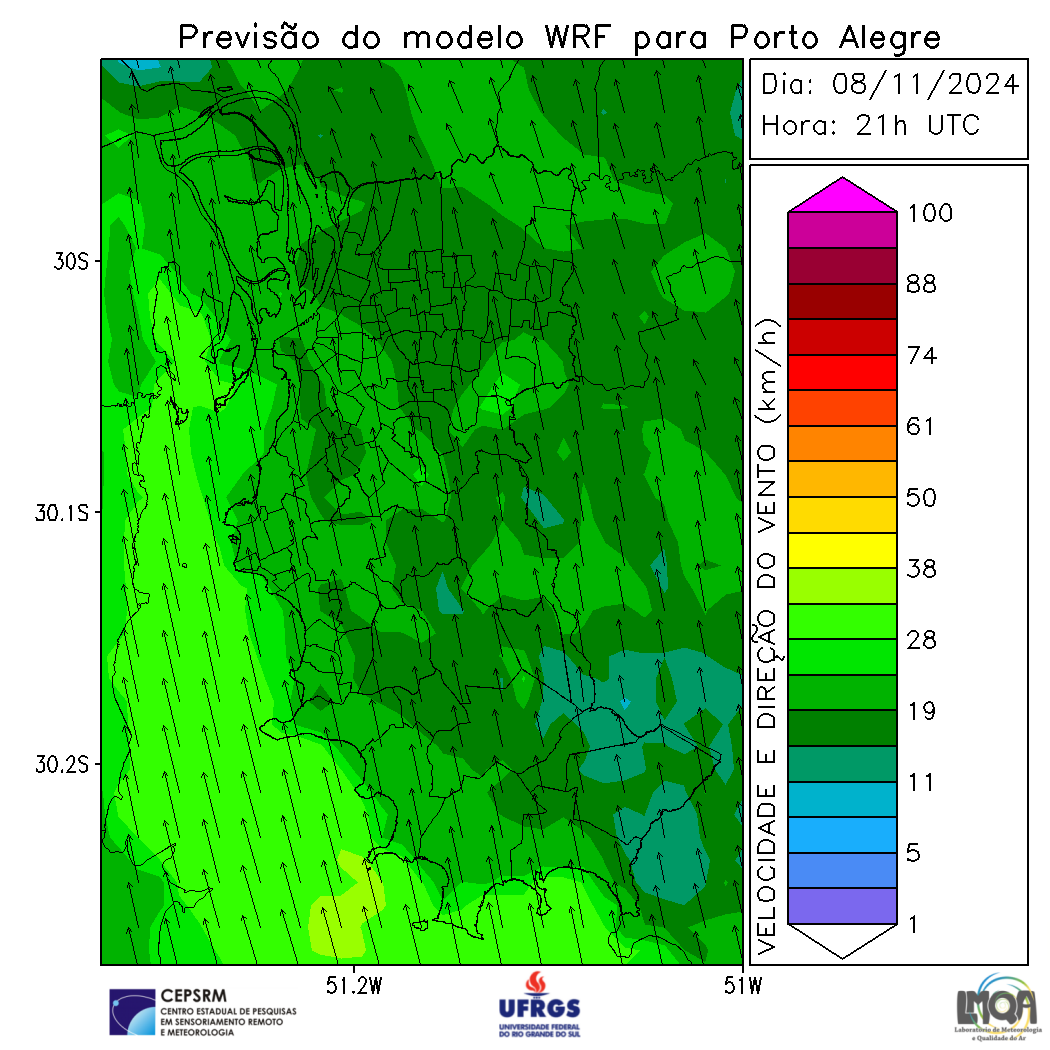 Previsão do modelo WRF para Porto Alegre
Dia: 08/11/2024
Hora: 21h UTC
30S
30.1S
30.2S
51.2W
51W
VELOCIDADE E DIREÇÃO DO VENTO (km/h)
100
88
74
61
50
38
28
19
11
5
1
CEPSRM
CENTRO ESTADUAL DE PESQUISAS
EM SENSORIAMENTO REMOTO
E METEOROLOGIA
UFRGS
UNIVERSIDADE FEDERAL
DO RIO GRANDE DO SUL
LMQA
Laboratório de Meteorologia
e Qualidade do Ar